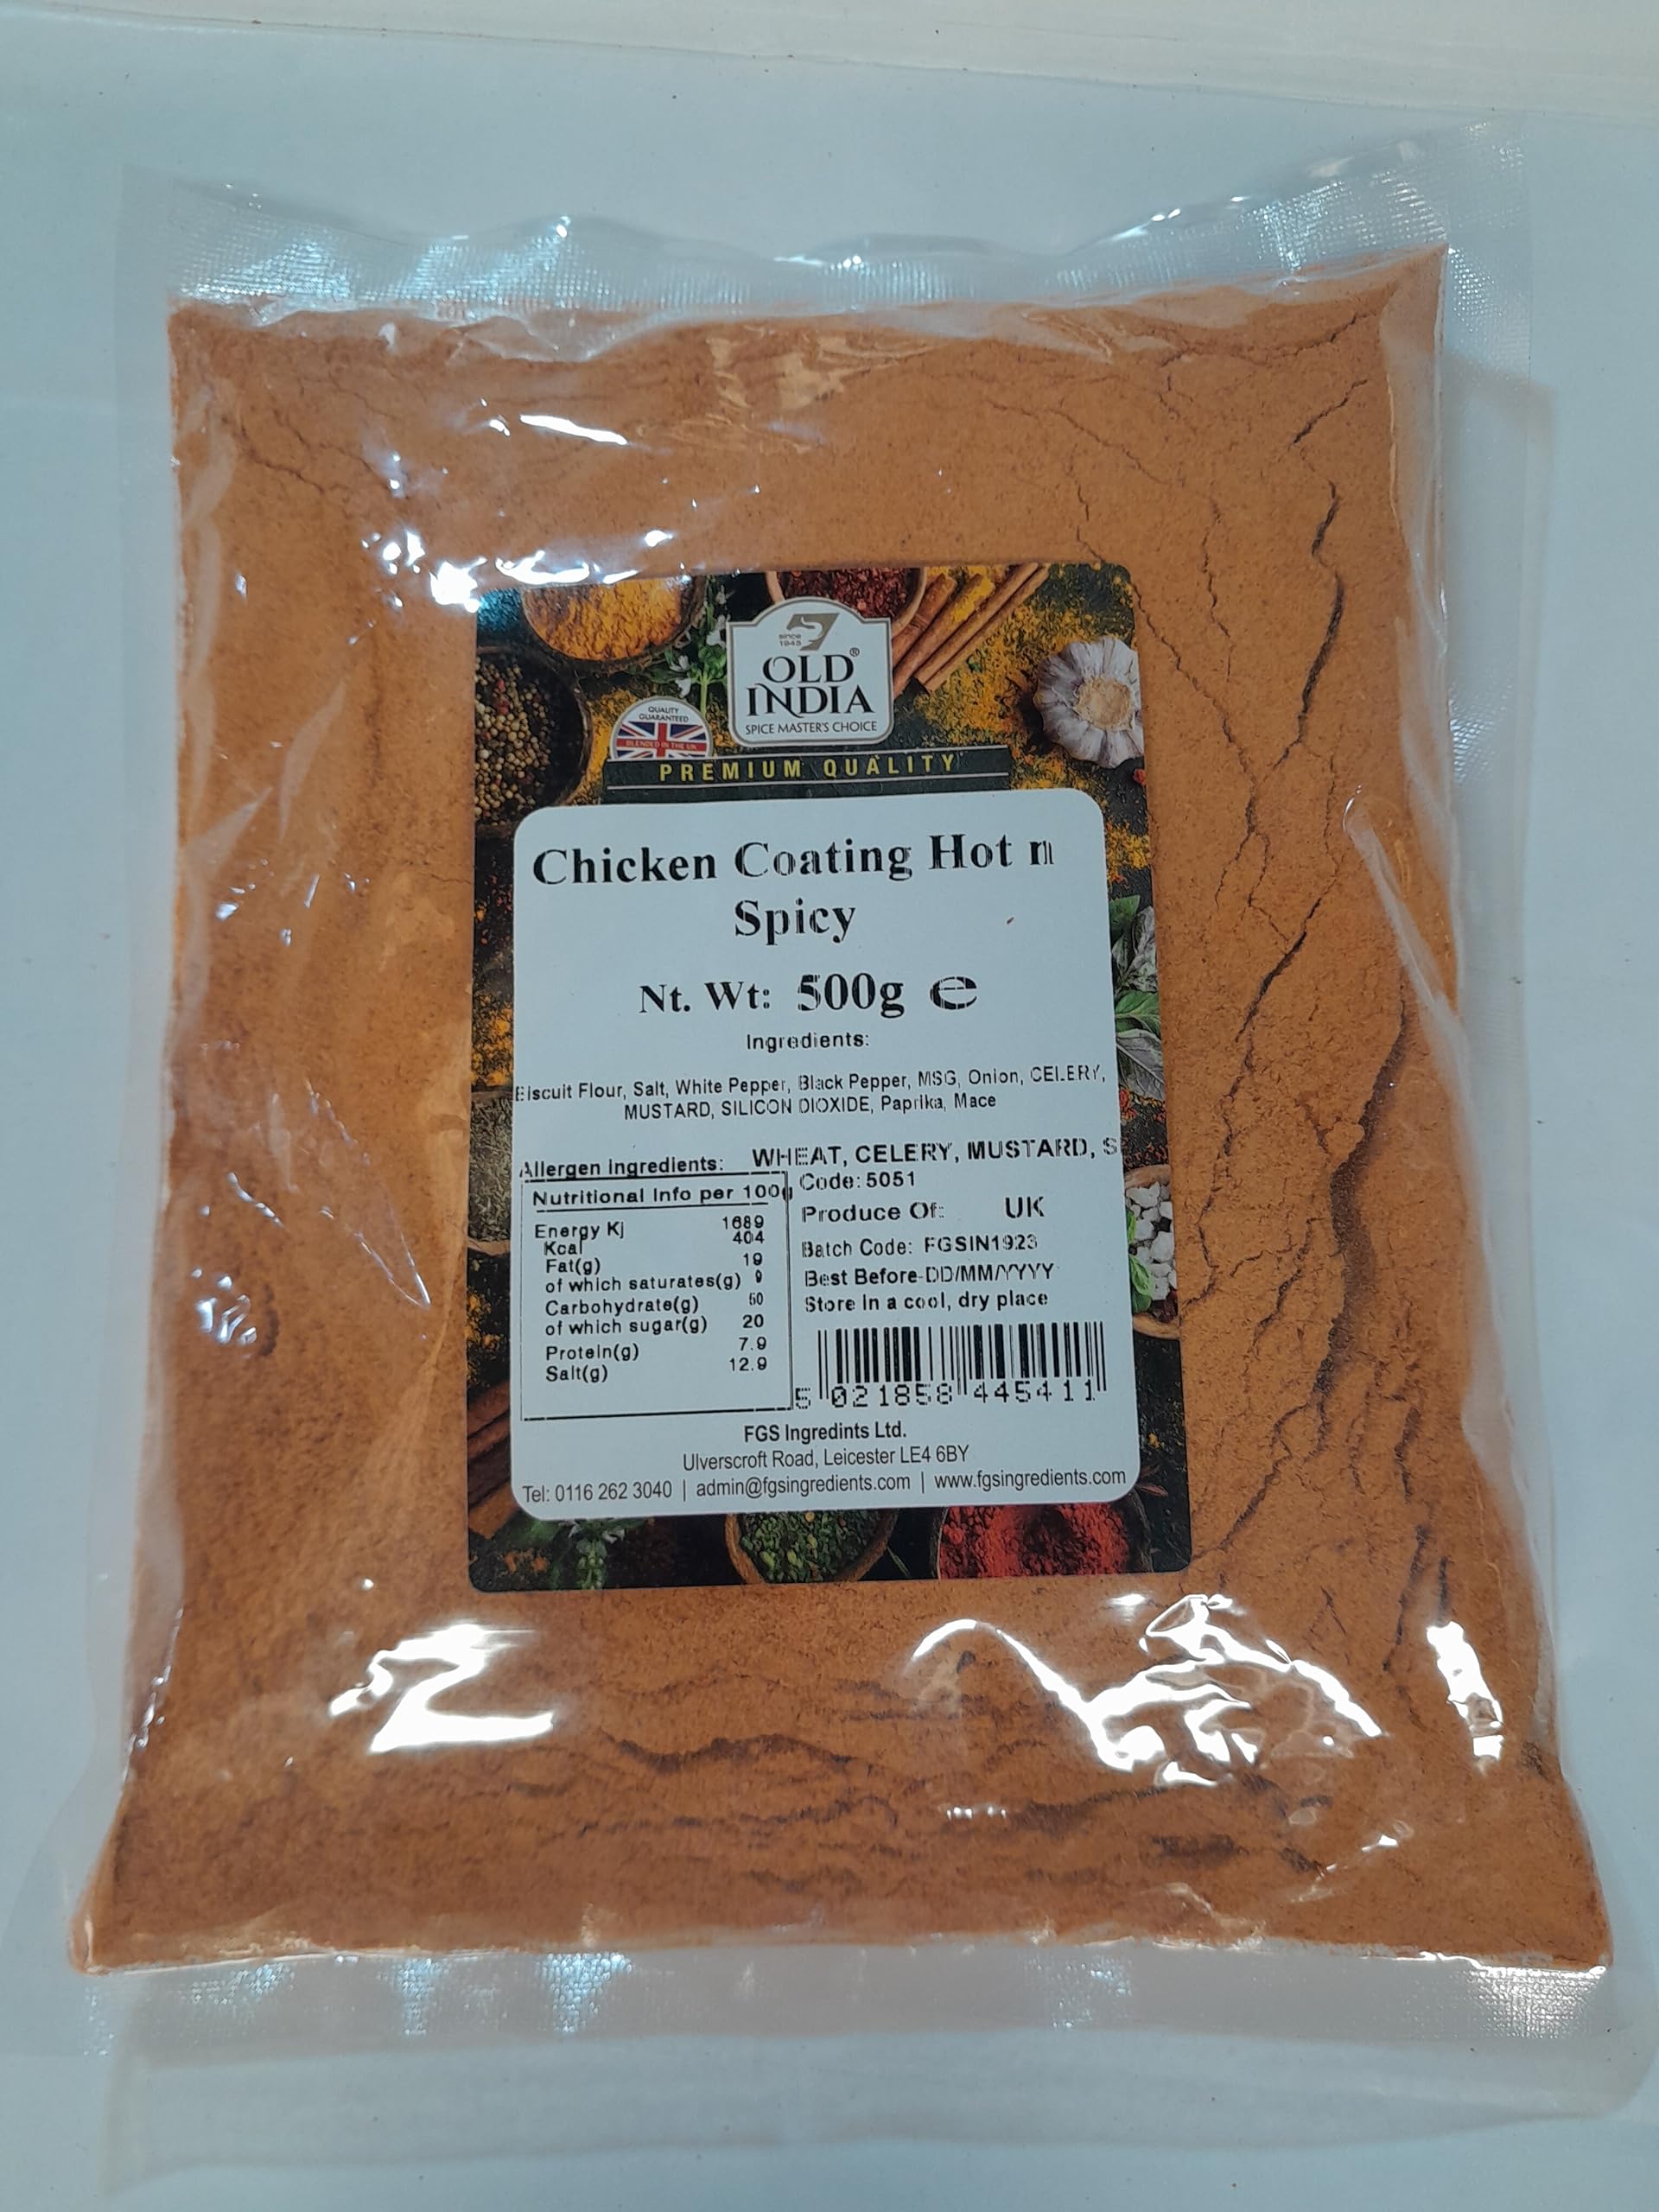 since
1945
OLD®
INDIA
SPICE MASTER'S CHOICE
QUALITY
GUARANTEED
BLENDED IN THE UK
PREMIUM QUALITY
Chicken Coating Hot n
Spicy
Nt. Wt: 500g ℮
Ingredients:
Biscuit Flour, Salt, White Pepper, Black Pepper, MSG, Onion, CELERY,
MUSTARD, SILICON DIOXIDE, Paprika, Mace
Allergen ingredients: WHEAT, CELERY, MUSTARD, S
Nutritional Info per 100g
Energy Kj 1689
Kcal 404
Fat(g) 19
of which saturates(g) 9
Carbohydrate(g) 50
of which sugar(g) 20
Protein(g) 7.9
Salt(g) 12.9
Code: 5051
Produce Of: UK
Batch Code: FGSIN1923
Best Before-DD/MM/YYYY
Store in a cool, dry place
5 021858 445411
FGS Ingredints Ltd.
Ulverscroft Road, Leicester LE4 6BY
Tel: 0116 262 3040 | admin@fgsingredients.com | www.fgsingredients.com